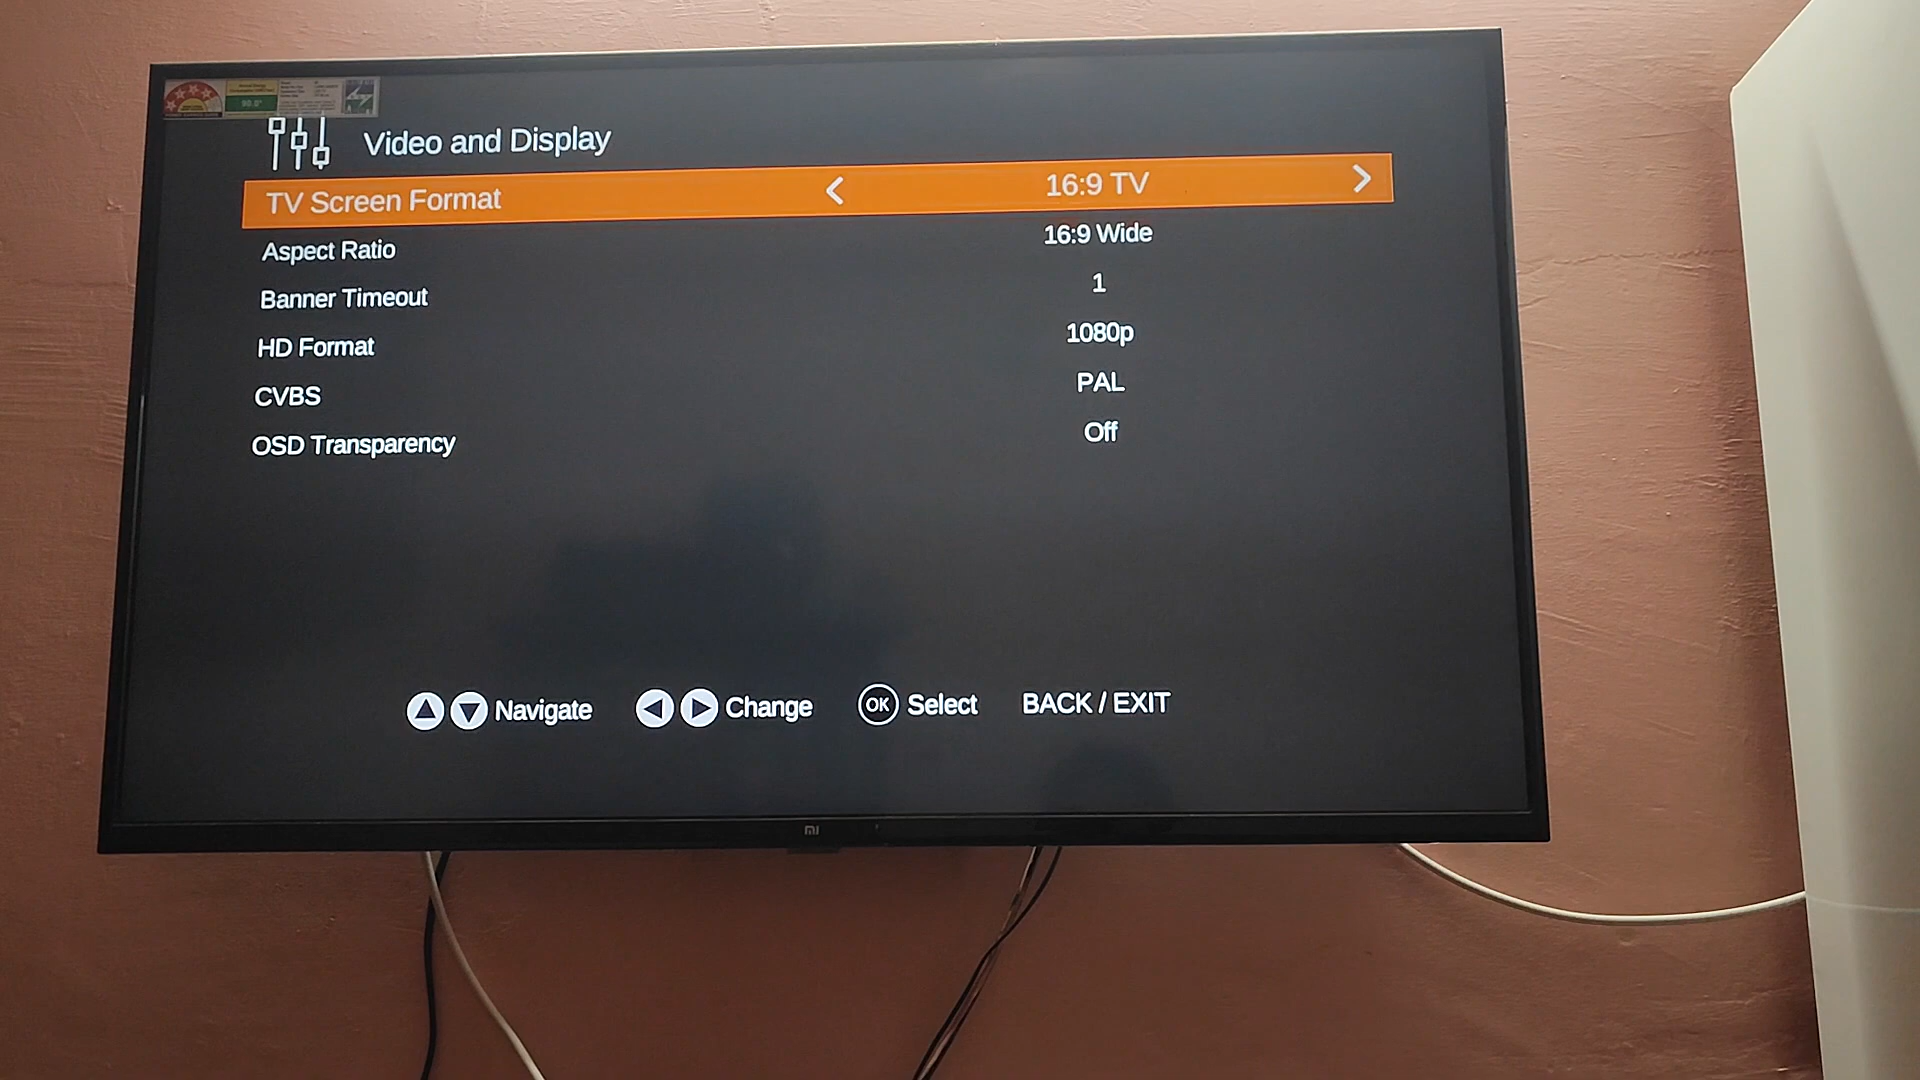 Video and Display
TV Screen Format < 16:9 TV >
Aspect Ratio 16:9 Wide
Banner Timeout 1
HD Format 1080p
CVBS PAL
OSD Transparency Off
Navigate Change OK Select BACK / EXIT
mi